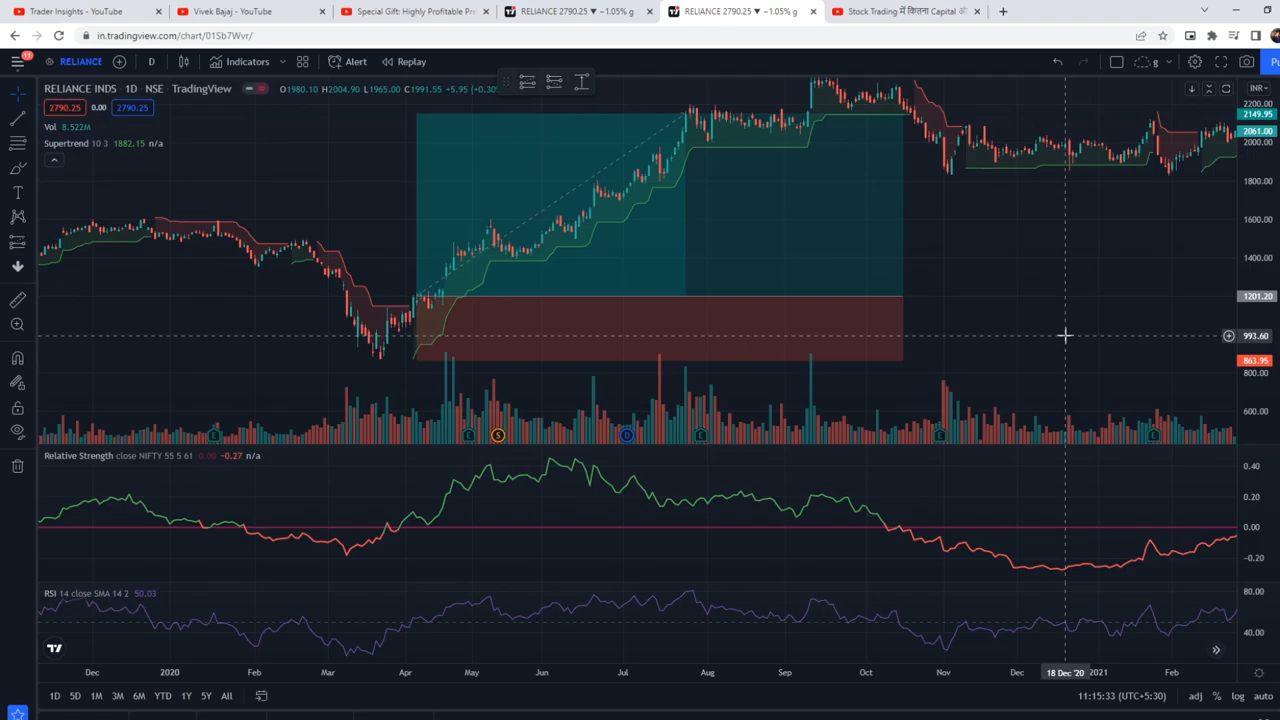 Trader Insights - YouTube
Vivek Bajaj - YouTube
Special Gift: Highly Profitable Pre
RELIANCE 2790.25 ▼ −1.05% g
RELIANCE 2790.25 ▼ −1.05% g
Stock Trading में कितना Capital
in.tradingview.com/chart/01Sb7Wvr/
11
RELIANCE
D
Indicators
Alert
Replay
g
Pu
RELIANCE INDS · 1D · NSE · TradingView
O1980.10 H2004.90 L1965.00 C1991.55 +5.95 (+0.30
INR
2790.25
0.00
2790.25
Vol 8.522M
Supertrend 10 3 1882.15 n/a
2200.00
2149.95
2061.00
2000.00
1800.00
1600.00
1400.00
1201.20
993.60
863.95
800.00
600.00
E
E
S
D
E
E
E
Relative Strength close NIFTY 55 5 61 0.00 −0.27 n/a
0.40
0.20
0.00
−0.20
RSI 14 close SMA 14 2 50.03
80.00
40.00
Dec
2020
Feb
Mar
Apr
May
Jun
Jul
Aug
Sep
Oct
Nov
Dec
18 Dec '20
2021
Feb
1D
5D
1M
3M
6M
YTD
1Y
5Y
All
11:15:33 (UTC+5:30)
adj
%
log
auto